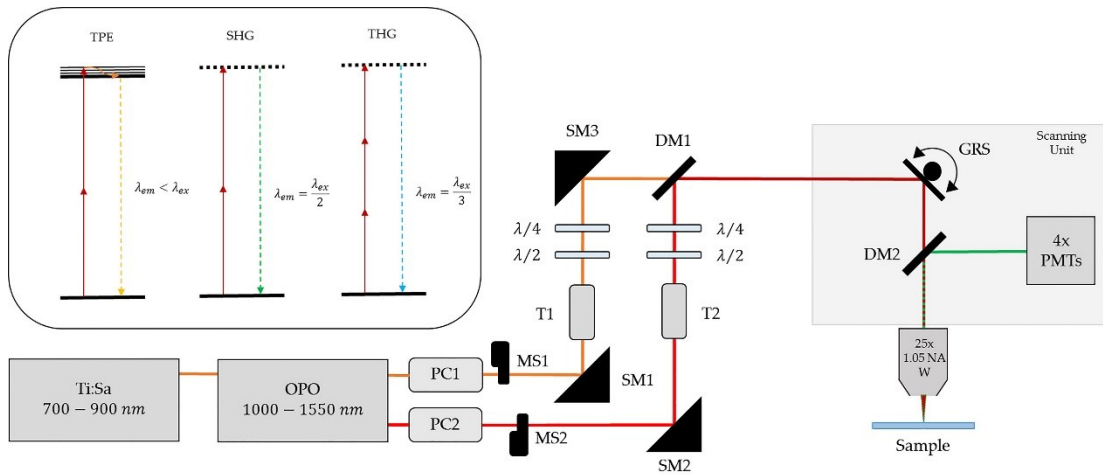 TPE
SHG
THG
λem < λex
λem = λex/2
λem = λex/3
SM3
DM1
GRS
Scanning
Unit
λ/4
λ/2
λ/4
λ/2
DM2
4x
PMTs
T1
T2
25x
1.05 NA
W
MS1
SM1
Ti:Sa
700 − 900 nm
OPO
1000 − 1550 nm
PC1
PC2
MS2
SM2
Sample